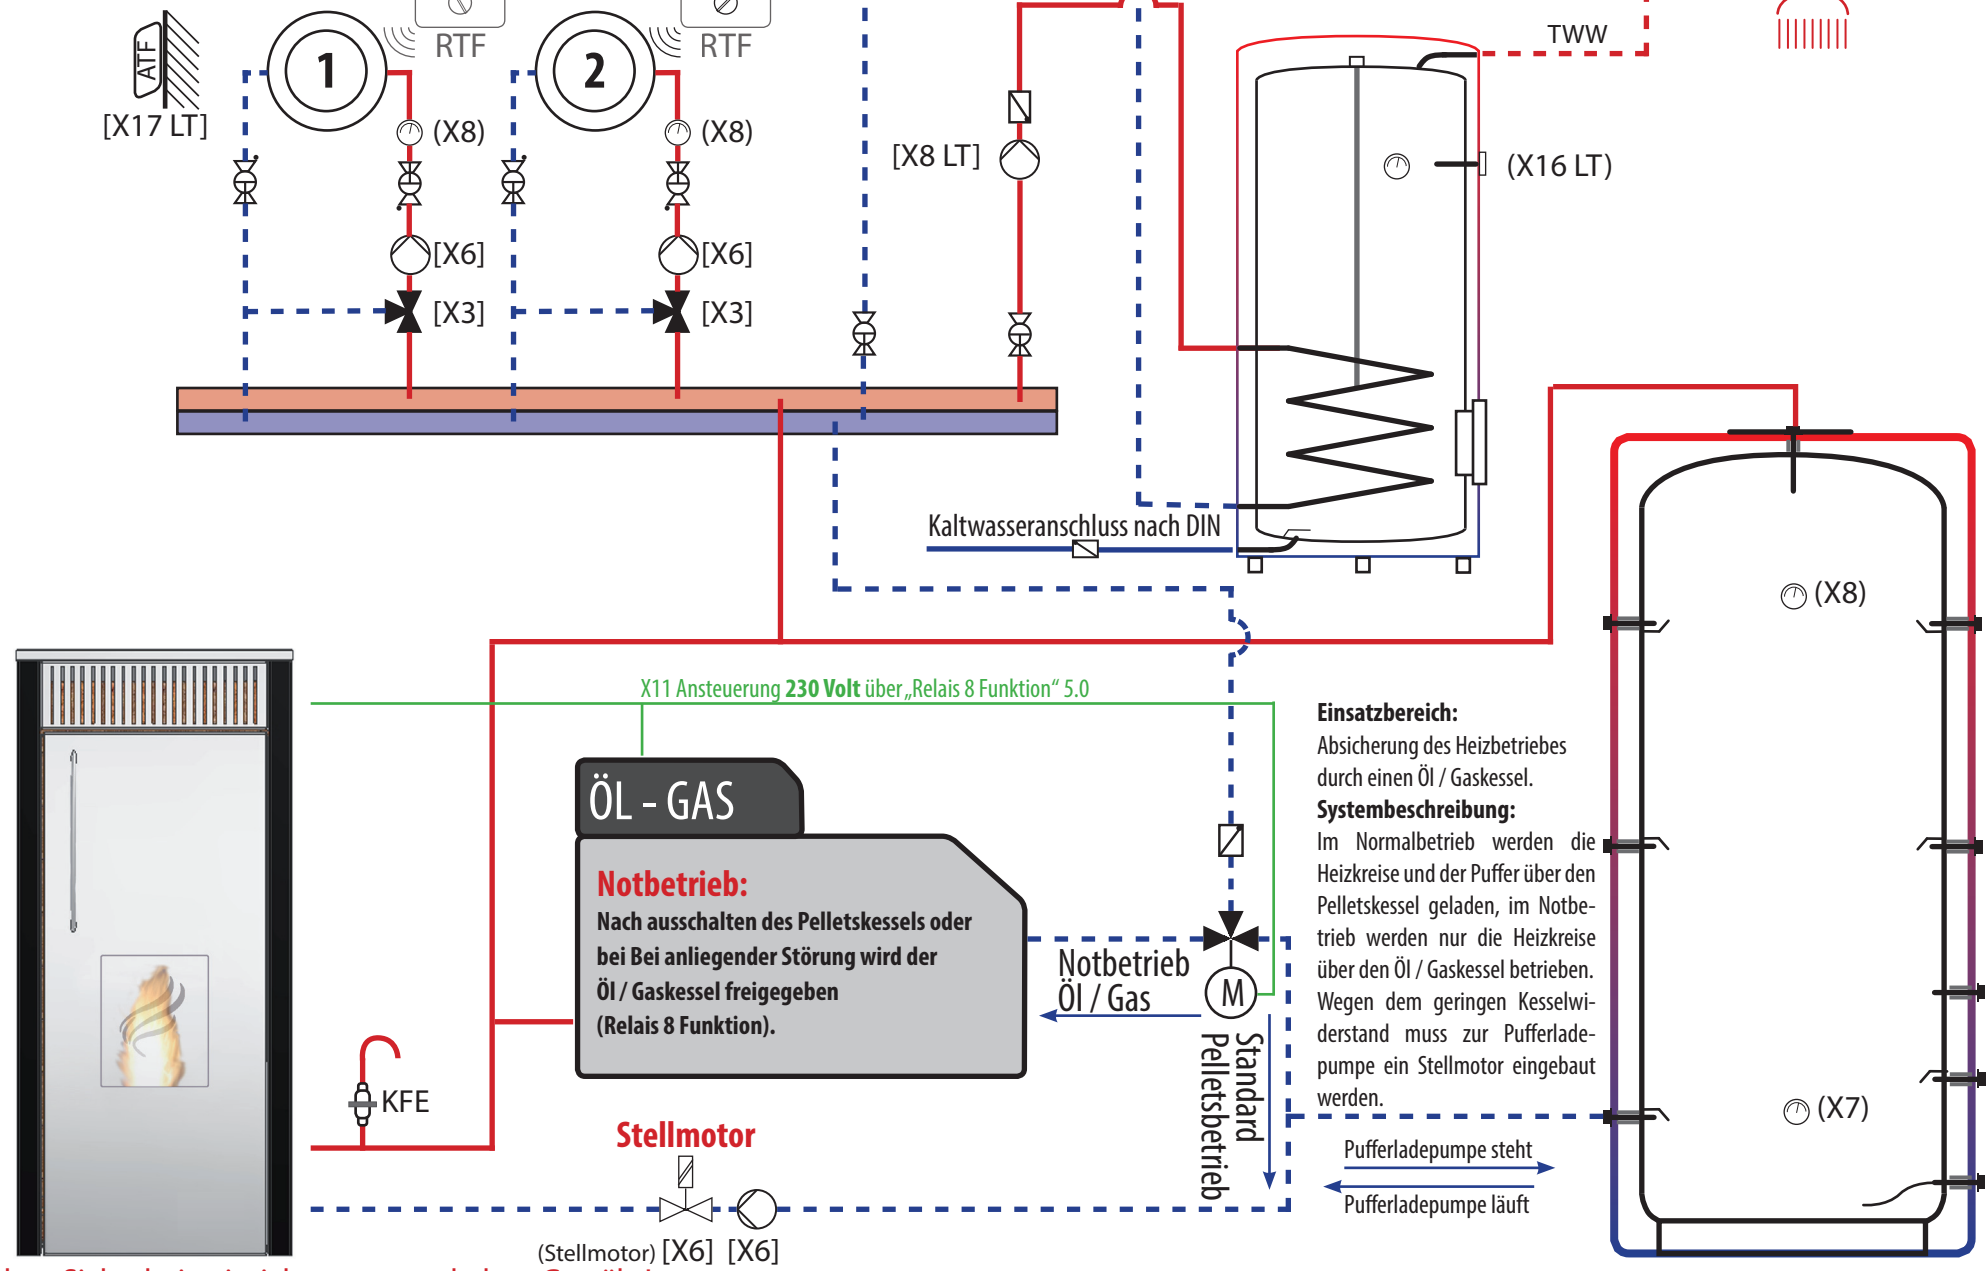 ATF
[X17 LT]
1
RTF
2
RTF
(X8)
(X8)
[X6]
[X6]
[X3]
[X3]
[X8 LT]
TWW
(X16 LT)
Kaltwasseranschluss nach DIN
(X8)
X11 Ansteuerung 230 Volt über „Relais 8 Funktion“ 5.0
ÖL - GAS
Notbetrieb:
Nach ausschalten des Pelletskessels oder
bei Bei anliegender Störung wird der
Öl / Gaskessel freigegeben
(Relais 8 Funktion).
Notbetrieb
Öl / Gas
M
Standard
Pelletsbetrieb
Einsatzbereich:
Absicherung des Heizbetriebes
durch einen Öl / Gaskessel.
Systembeschreibung:
Im Normalbetrieb werden die
Heizkreise und der Puffer über den
Pelletskessel geladen, im Notbe-
trieb werden nur die Heizkreise
über den Öl / Gaskessel betrieben.
Wegen dem geringen Kesselwi-
derstand muss zur Pufferlade-
pumpe ein Stellmotor eingebaut
werden.
(X7)
KFE
Stellmotor
Pufferladepumpe steht
Pufferladepumpe läuft
(Stellmotor) [X6] [X6]